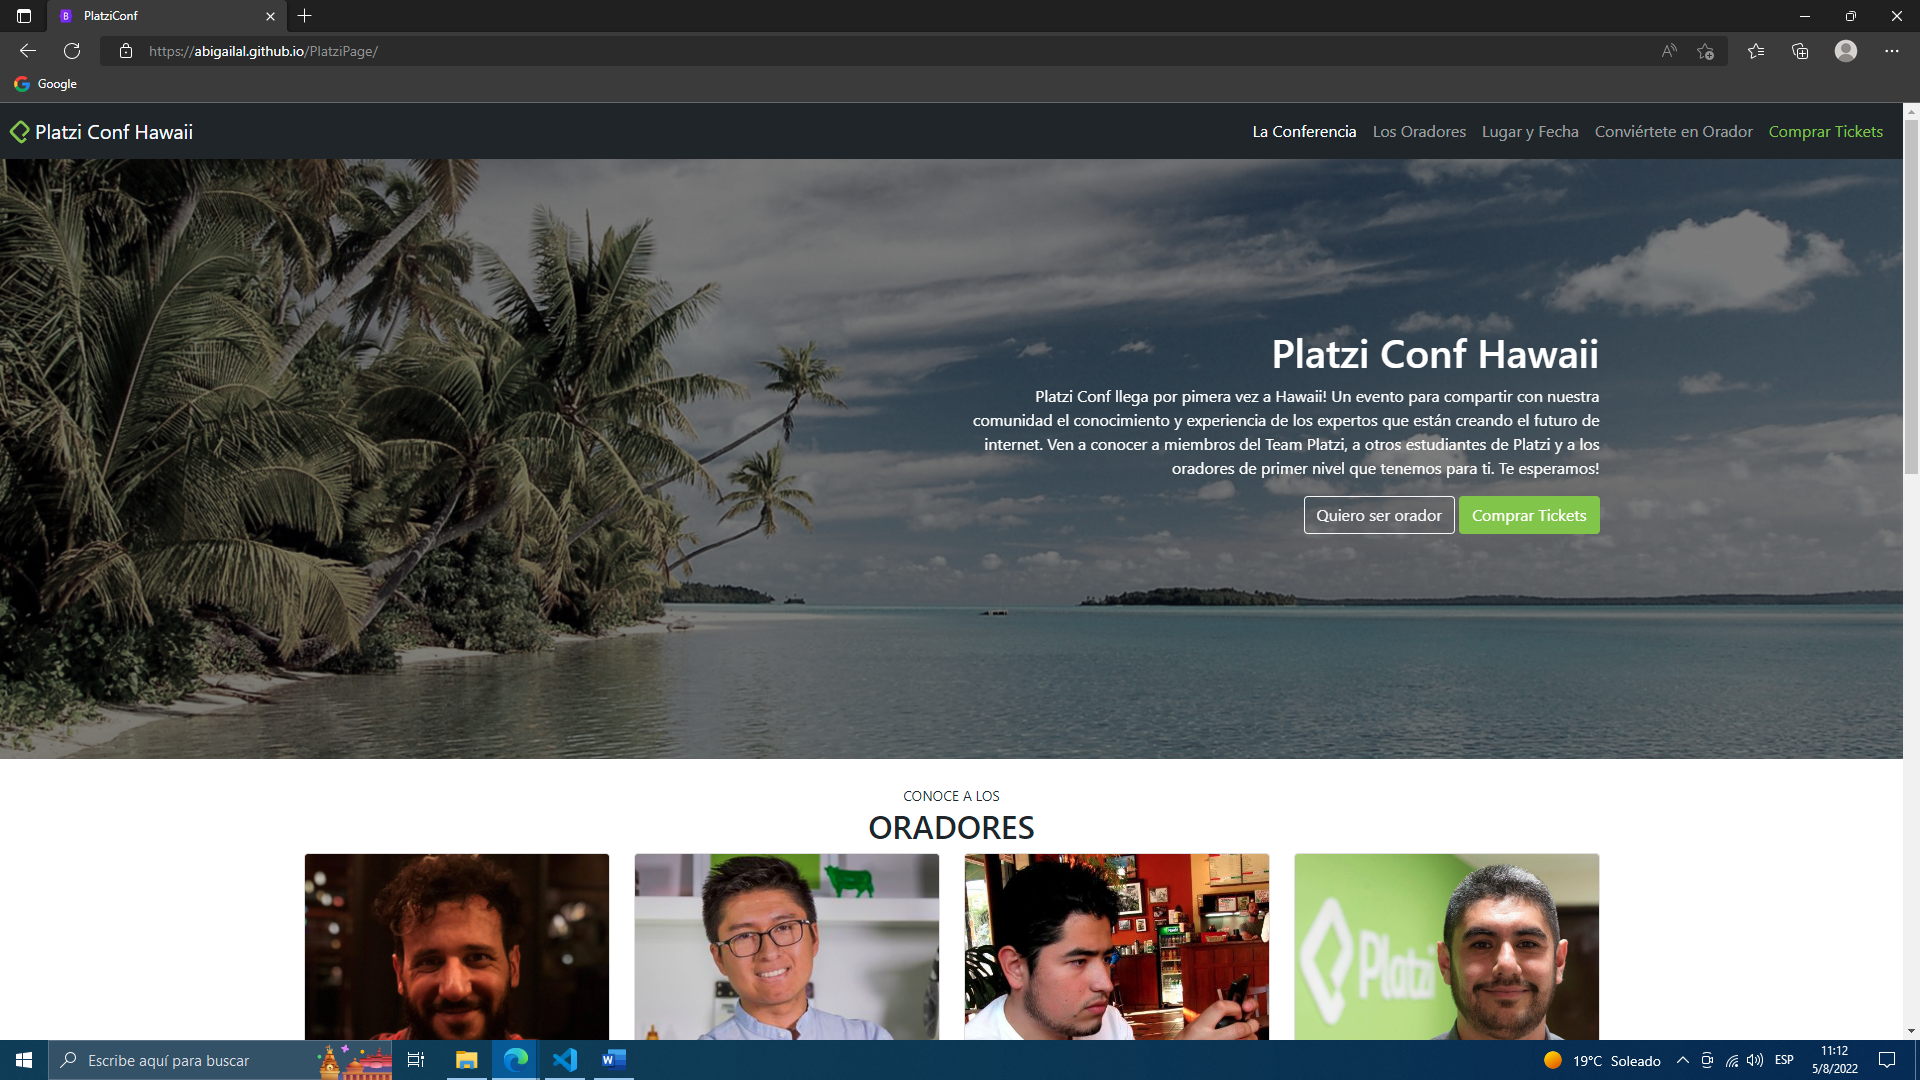 PlatziConf
https://abigailal.github.io/PlatziPage/
Google
Platzi Conf Hawaii
La Conferencia
Los Oradores
Lugar y Fecha
Conviértete en Orador
Comprar Tickets
Platzi Conf Hawaii
Platzi Conf llega por pimera vez a Hawaii! Un evento para compartir con nuestra
comunidad el conocimiento y experiencia de los expertos que están creando el futuro de
internet. Ven a conocer a miembros del Team Platzi, a otros estudiantes de Platzi y a los
oradores de primer nivel que tenemos para ti. Te esperamos!
Quiero ser orador
Comprar Tickets
CONOCE A LOS
ORADORES
Platzi
Escribe aquí para buscar
19°C Soleado
ESP
11:12
5/8/2022